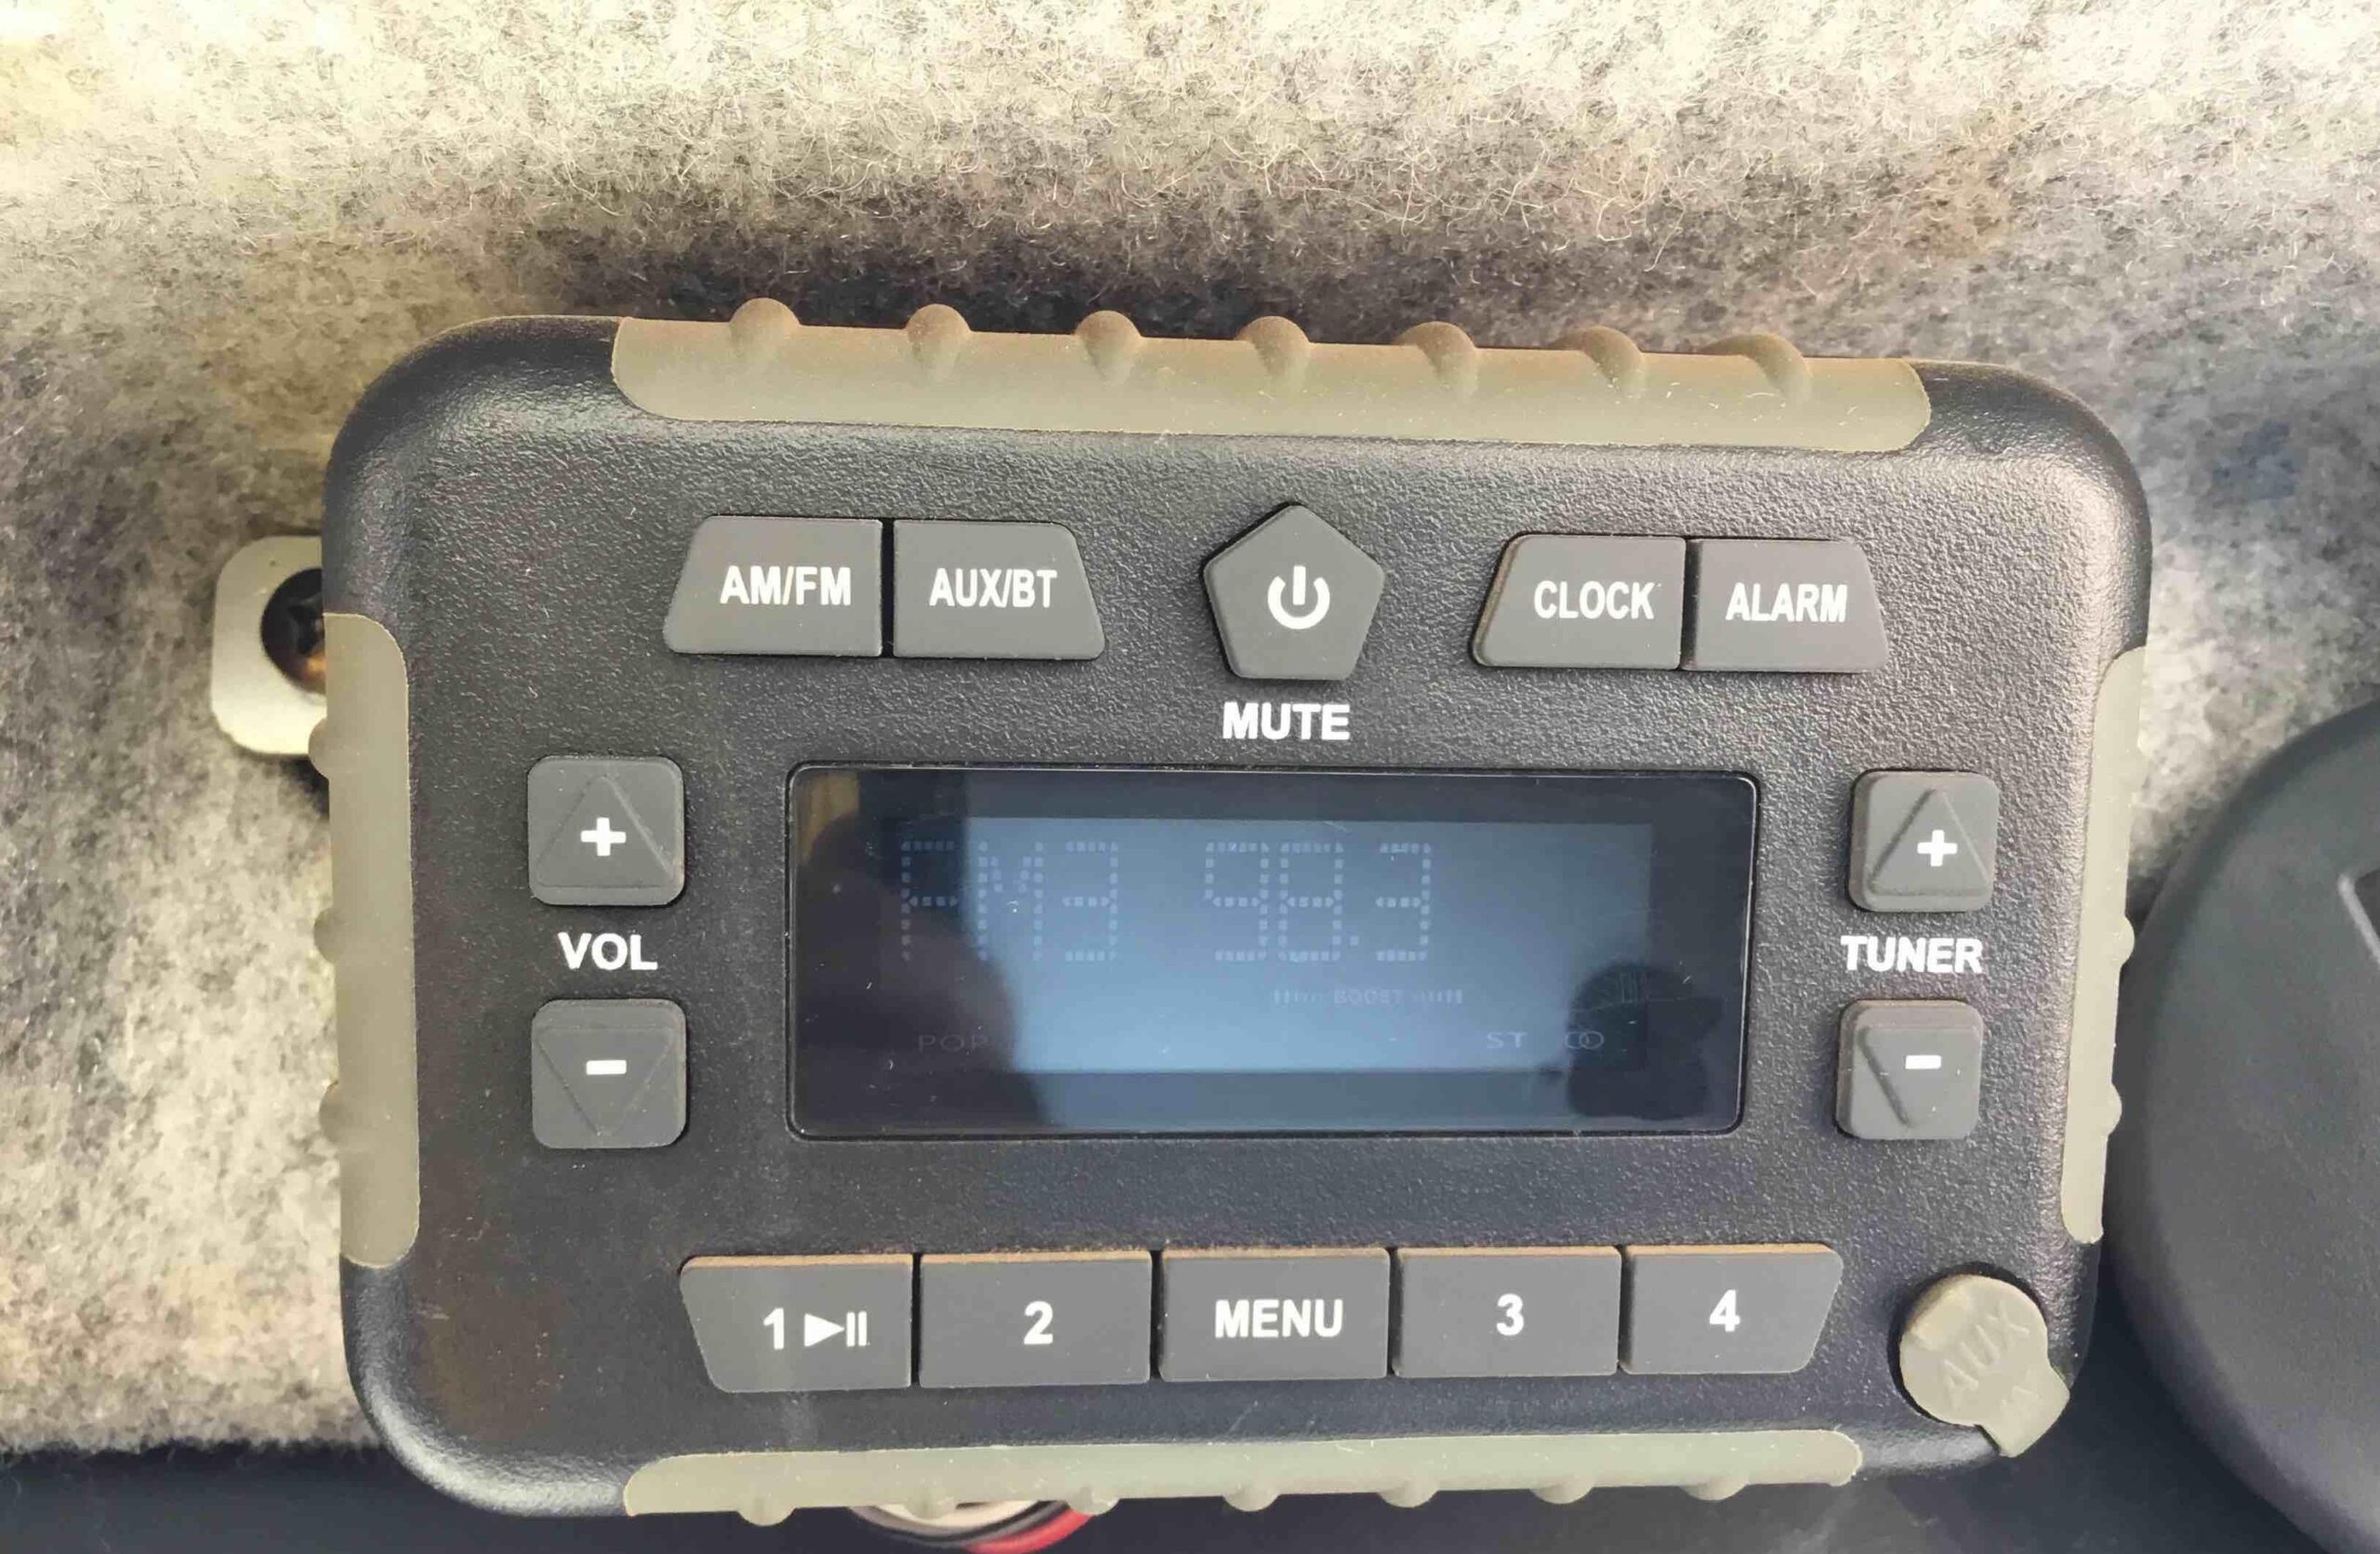 AM/FM AUX/BT CLOCK ALARM
MUTE
FM3 98.3
VOL
TUNER
BOOST
POP ST
1 2 MENU 3 4
AUX